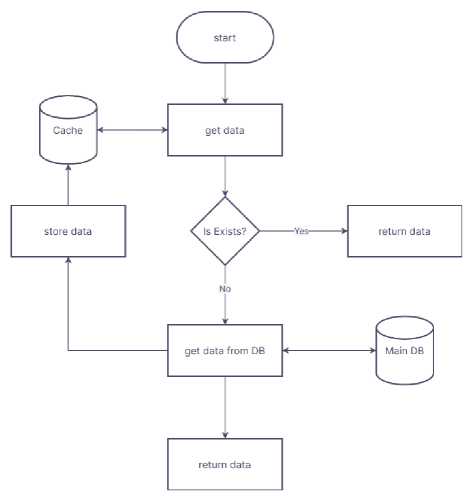 start
Cache
get data
store data
Is Exists?
Yes
return data
No
get data from DB
Main DB
return data